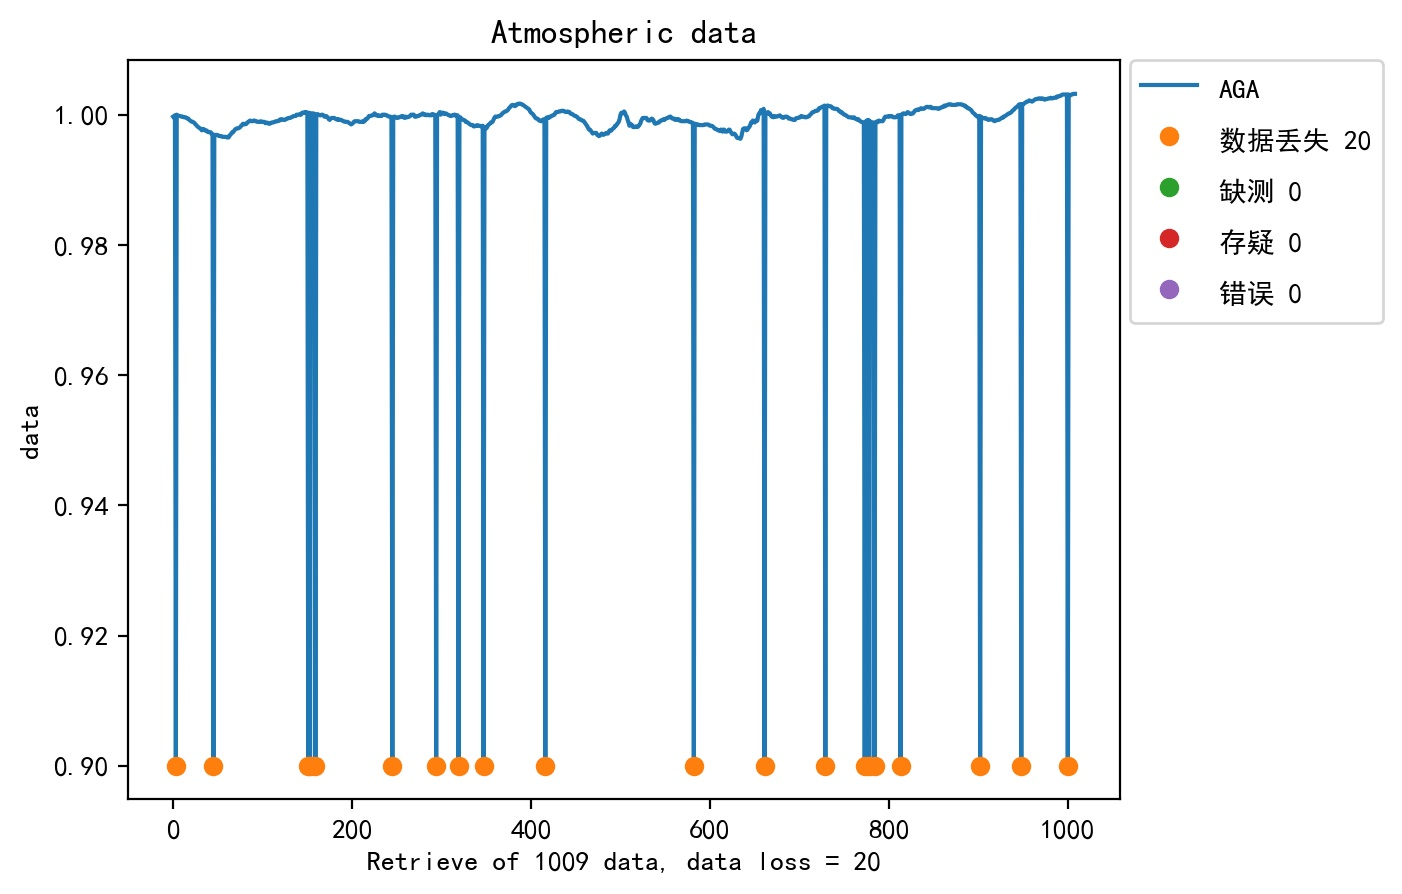 Atmospheric data
AGA
数据丢失 20
缺测 0
存疑 0
错误 0
1.00
0.98
0.96
0.94
0.92
0.90
data
0
200
400
600
800
1000
Retrieve of 1009 data, data loss = 20